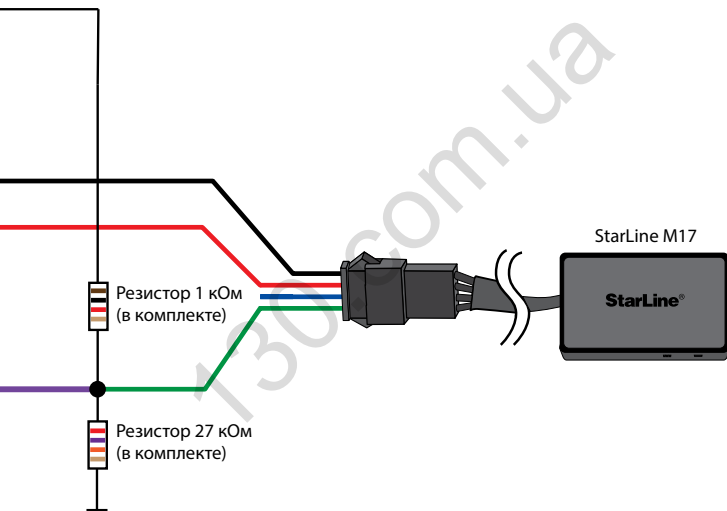 StarLine M17
StarLine®
Резистор 1 кОм
(в комплекте)
Резистор 27 кОм
(в комплекте)
130.com.ua